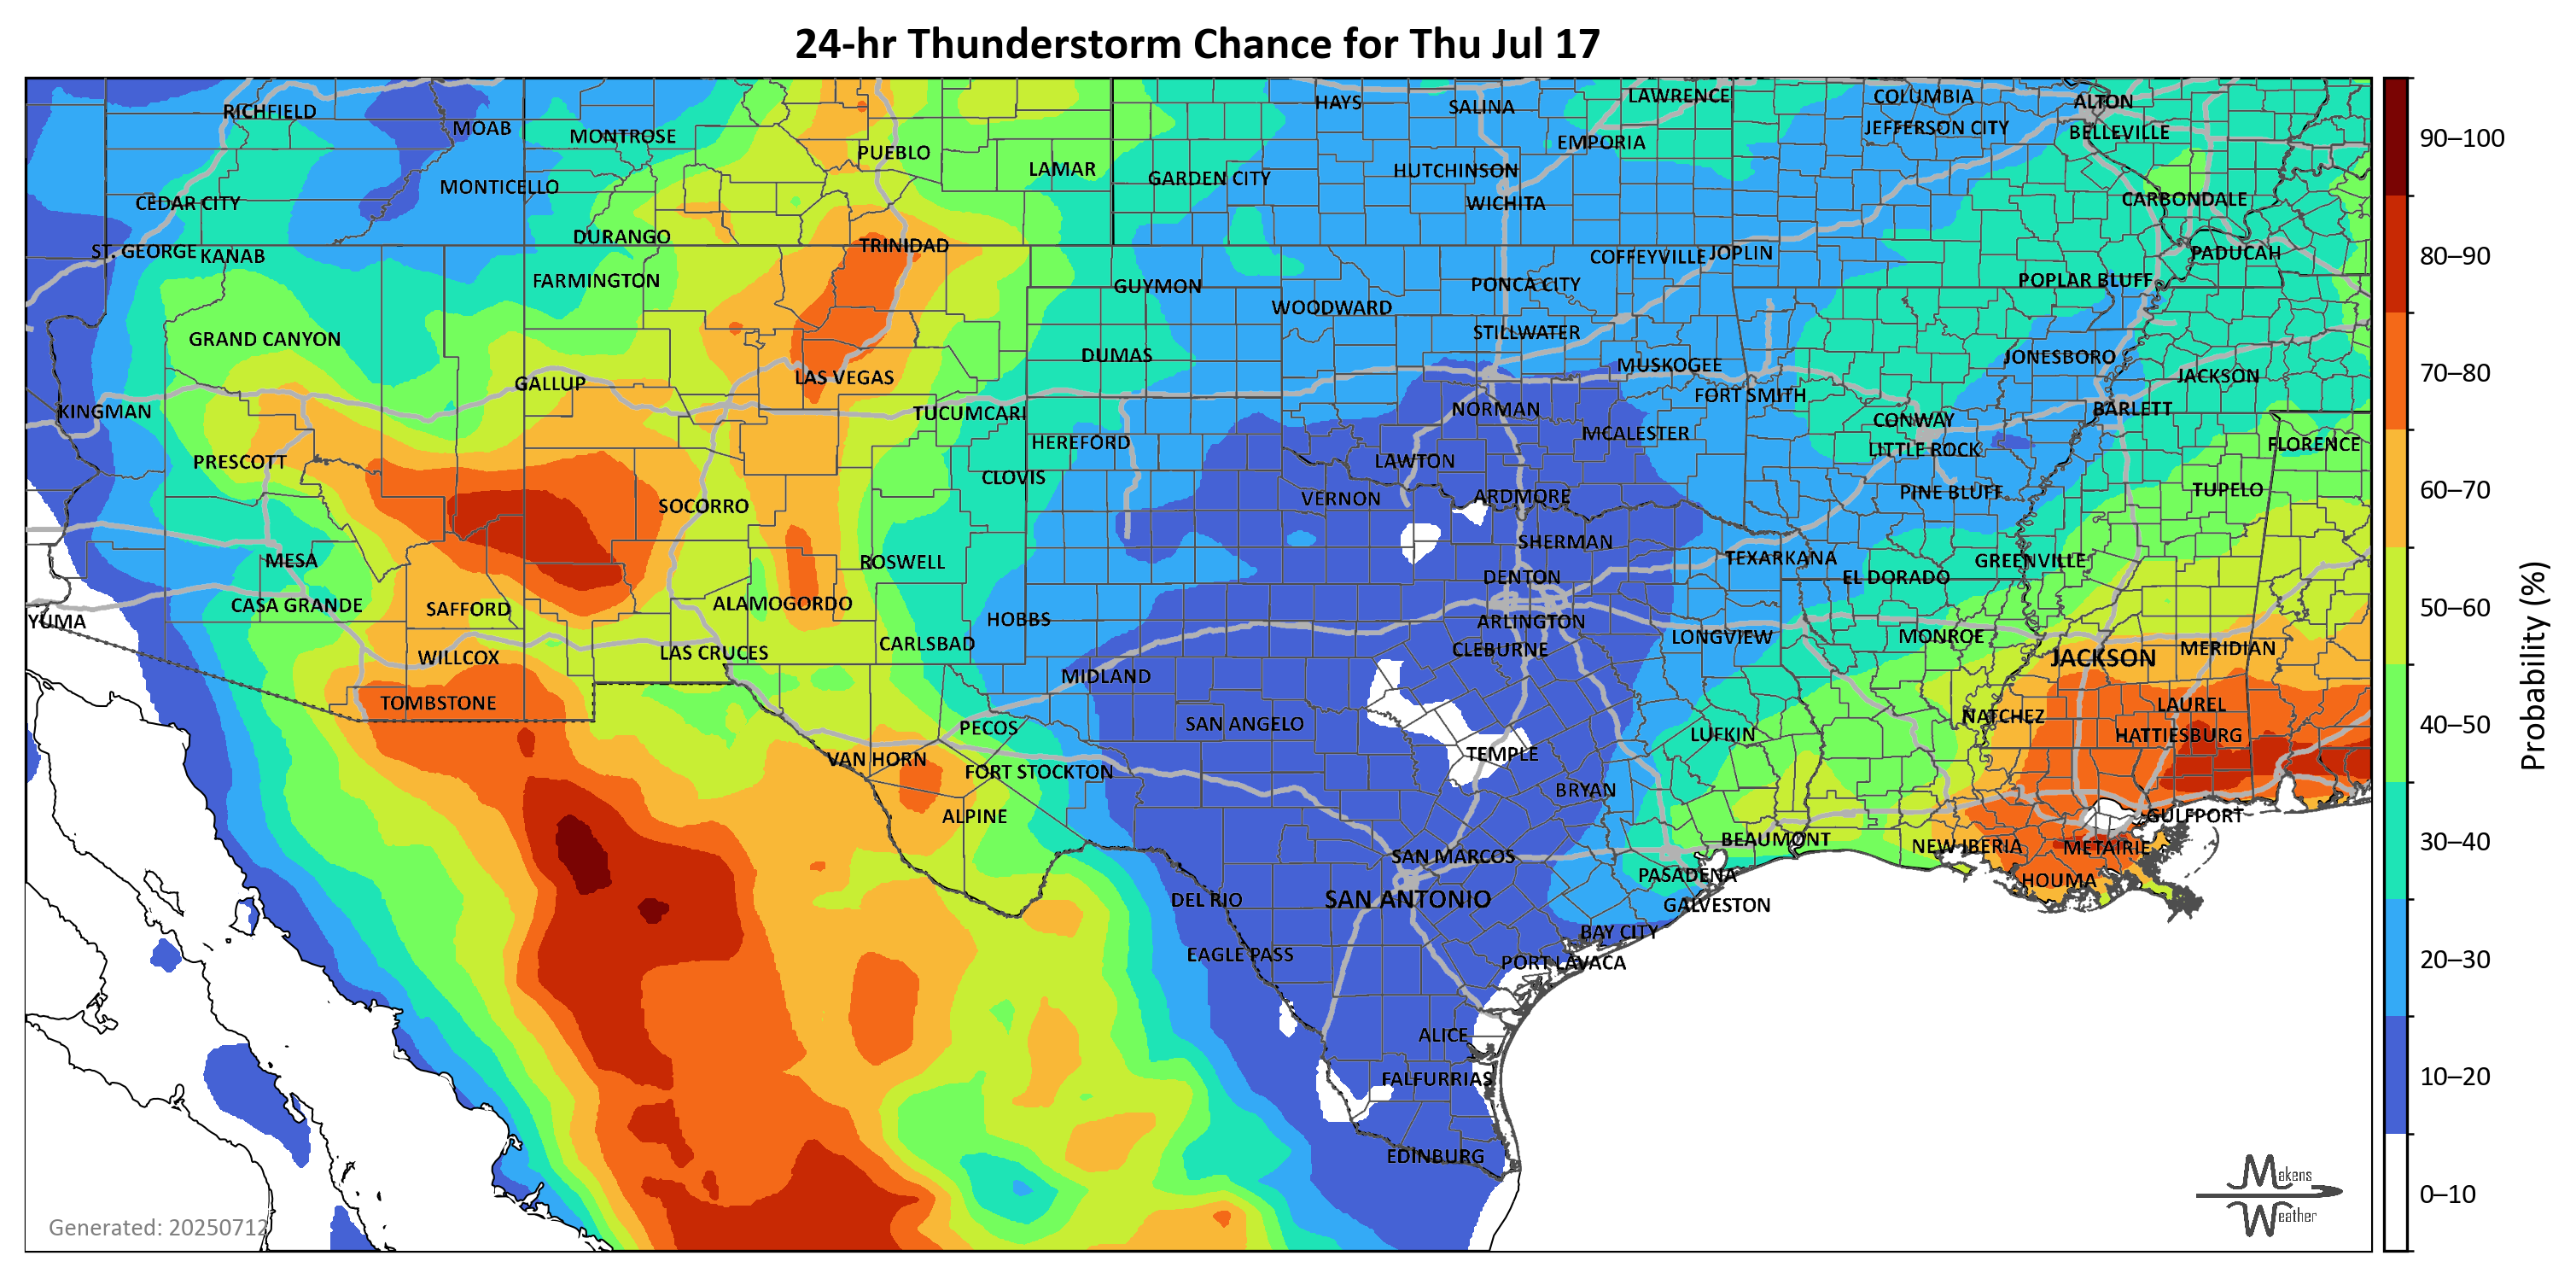 24-hr Thunderstorm Chance for Thu Jul 17
RICHFIELD
MOAB
MONTROSE
PUEBLO
LAMAR
HAYS
SALINA
LAWRENCE
COLUMBIA
ALTON
EMPORIA
JEFFERSON CITY
BELLEVILLE
90–100
CEDAR CITY
MONTICELLO
GARDEN CITY
HUTCHINSON
WICHITA
CARBONDALE
ST. GEORGE
KANAB
DURANGO
TRINIDAD
COFFEYVILLE
JOPLIN
PADUCAH
80–90
FARMINGTON
GUYMON
WOODWARD
PONCA CITY
POPLAR BLUFF
GRAND CANYON
STILLWATER
DUMAS
MUSKOGEE
JONESBORO
JACKSON
70–80
GALLUP
LAS VEGAS
FORT SMITH
KINGMAN
TUCUMCARI
NORMAN
BARLETT
HEREFORD
MCALESTER
CONWAY
LITTLE ROCK
FLORENCE
PRESCOTT
CLOVIS
LAWTON
60–70
SOCORRO
VERNON
ARDMORE
PINE BLUFF
TUPELO
MESA
ROSWELL
SHERMAN
TEXARKANA
GREENVILLE
DENTON
EL DORADO
CASA GRANDE
SAFFORD
ALAMOGORDO
50–60
YUMA
HOBBS
ARLINGTON
WILLCOX
LAS CRUCES
CARLSBAD
CLEBURNE
LONGVIEW
MONROE
JACKSON
MERIDIAN
Probability (%)
TOMBSTONE
MIDLAND
NATCHEZ
LAUREL
40–50
PECOS
SAN ANGELO
LUFKIN
HATTIESBURG
VAN HORN
FORT STOCKTON
TEMPLE
BRYAN
ALPINE
GULFPORT
SAN MARCOS
BEAUMONT
NEW IBERIA
METAIRIE
30–40
DEL RIO
SAN ANTONIO
PASADENA
GALVESTON
HOUMA
BAY CITY
EAGLE PASS
PORT LAVACA
20–30
ALICE
FALFURRIAS
10–20
EDINBURG
Makens
Weather
0–10
Generated: 20250712